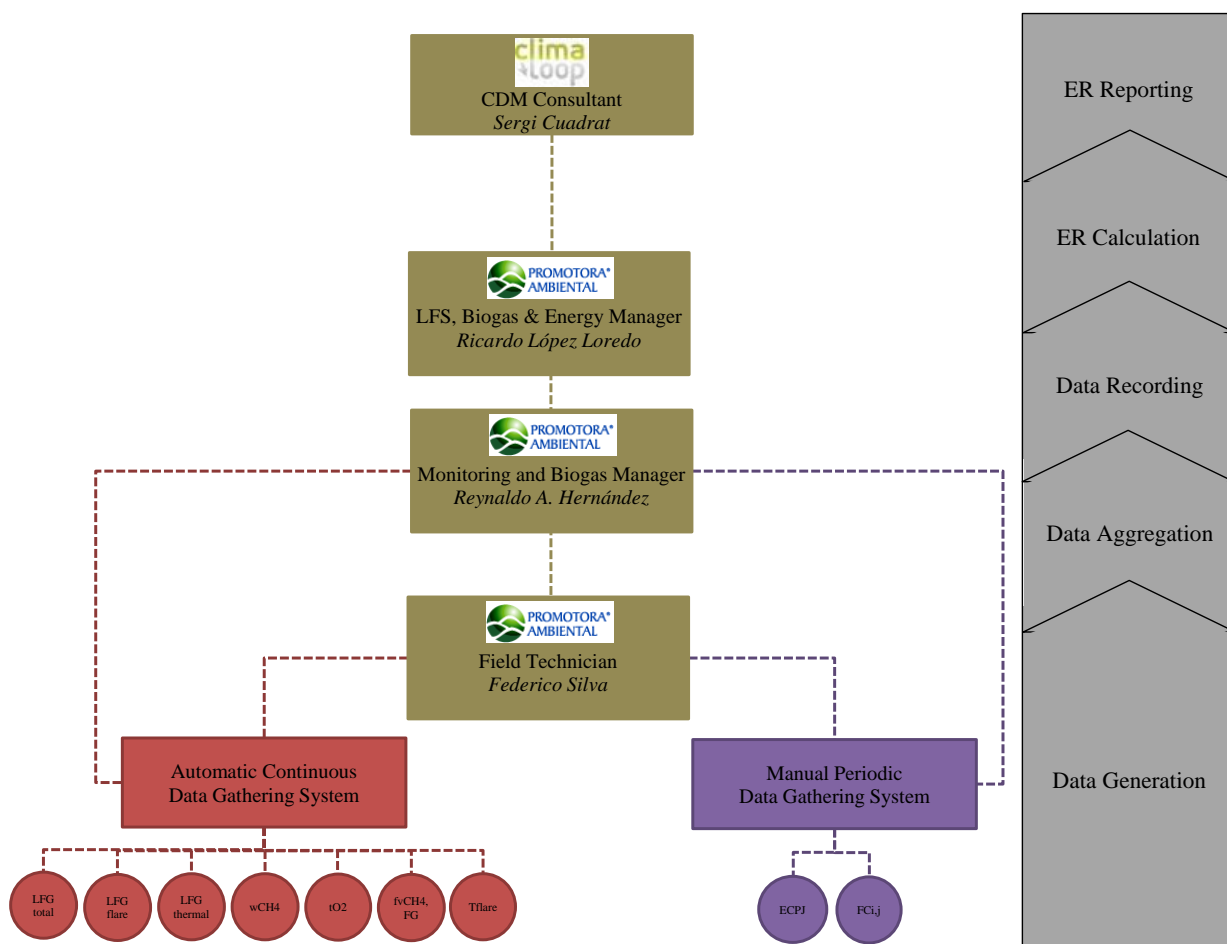 clima
Loop
CDM Consultant
Sergi Cuadrat
PROMOTORA*
AMBIENTAL
LFS, Biogas & Energy Manager
Ricardo López Loredo
PROMOTORA*
AMBIENTAL
Monitoring and Biogas Manager
Reynaldo A. Hernández
PROMOTORA*
AMBIENTAL
Field Technician
Federico Silva
Automatic Continuous
Data Gathering System
Manual Periodic
Data Gathering System
LFG
total
LFG
flare
LFG
thermal
wCH4
tO2
fvCH4,
FG
Tflare
ECPJ
FCi,j
ER Reporting
ER Calculation
Data Recording
Data Aggregation
Data Generation